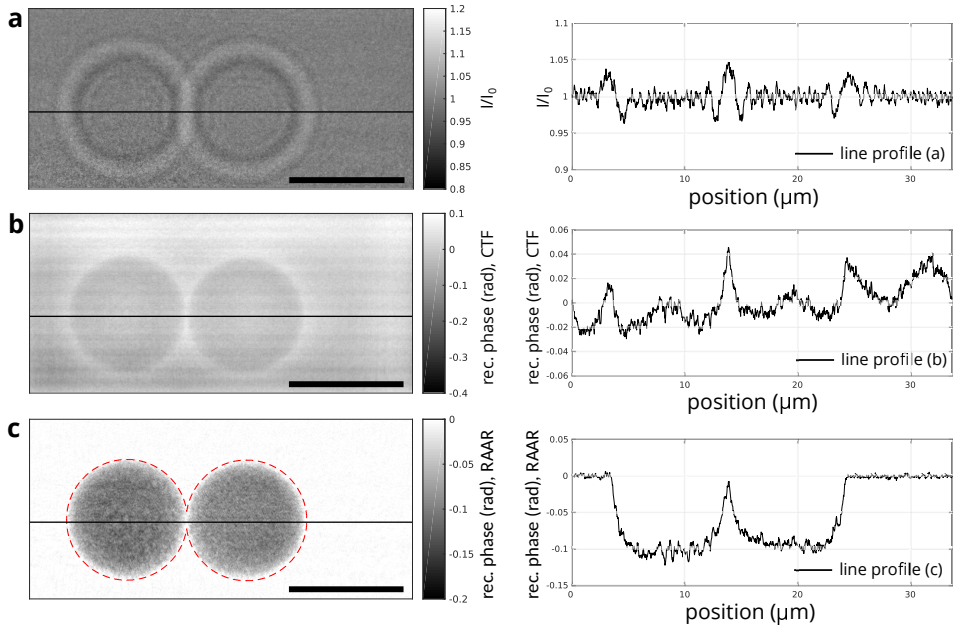 a
1.2
1.15
1.1
1.05
1
0.95
0.9
0.85
0.8
I/I0
1.1
1.05
1
0.95
0.9
I/I0
line profile (a)
0 10 20 30
position (μm)
b
0.1
0
-0.1
-0.2
-0.3
-0.4
rec. phase (rad), CTF
0.06
0.04
0.02
0
-0.02
-0.04
-0.06
rec. phase (rad), CTF
line profile (b)
0 10 20 30
position (μm)
c
0
-0.05
-0.1
-0.15
-0.2
rec. phase (rad), RAAR
0.05
0
-0.05
-0.1
-0.15
rec. phase (rad), RAAR
line profile (c)
0 10 20 30
position (μm)